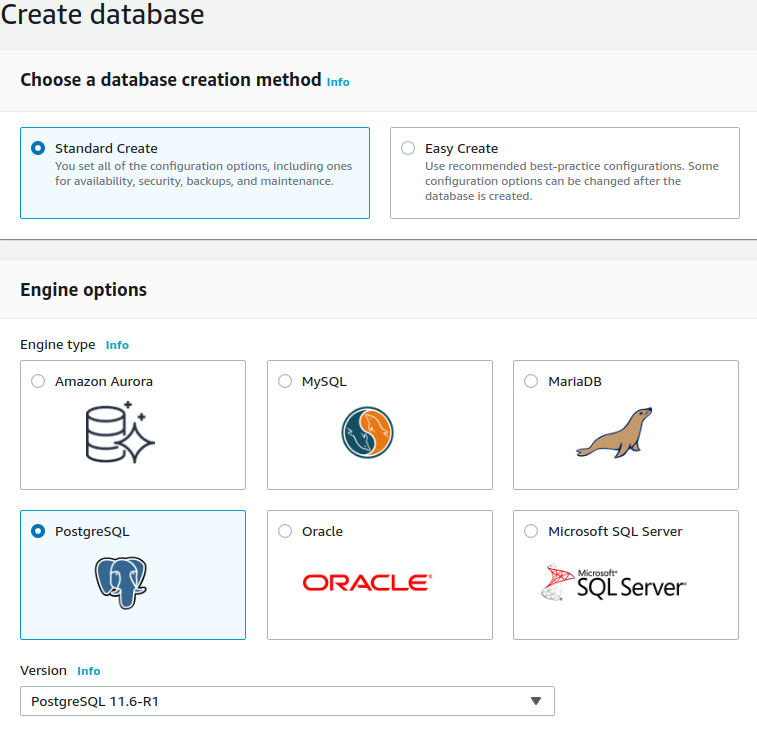 Create database
Choose a database creation method Info
Standard Create
You set all of the configuration options, including ones
for availability, security, backups, and maintenance.
Easy Create
Use recommended best-practice configurations. Some
configuration options can be changed after the
database is created.
Engine options
Engine type Info
Amazon Aurora
MySQL
MariaDB
PostgreSQL
Oracle
ORACLE®
Microsoft SQL Server
Microsoft®
SQL Server®
Version Info
PostgreSQL 11.6-R1